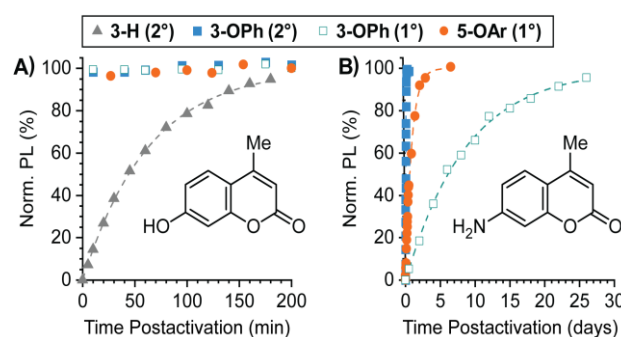 3-H (2°) 3-OPh (2°) 3-OPh (1°) 5-OAr (1°)
A)
Norm. PL (%)
100
80
60
40
20
0
0 50 100 150 200
Time Postactivation (min)
Me
HO O O
B)
Norm. PL (%)
100
80
60
40
20
0
0 5 10 15 20 25 30
Time Postactivation (days)
Me
H₂N O O